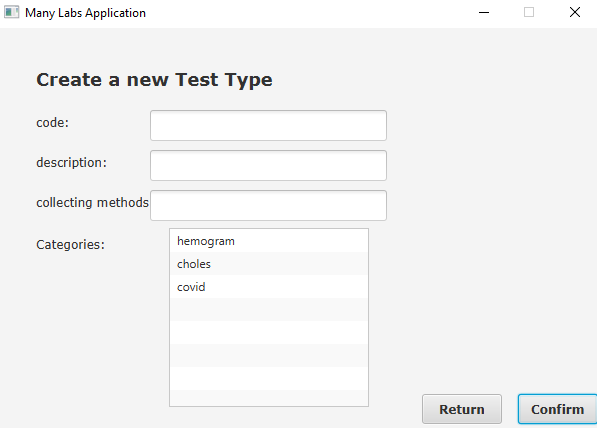 Many Labs Application
Create a new Test Type
code:
description:
collecting methods
Categories:
hemogram
choles
covid
Return
Confirm